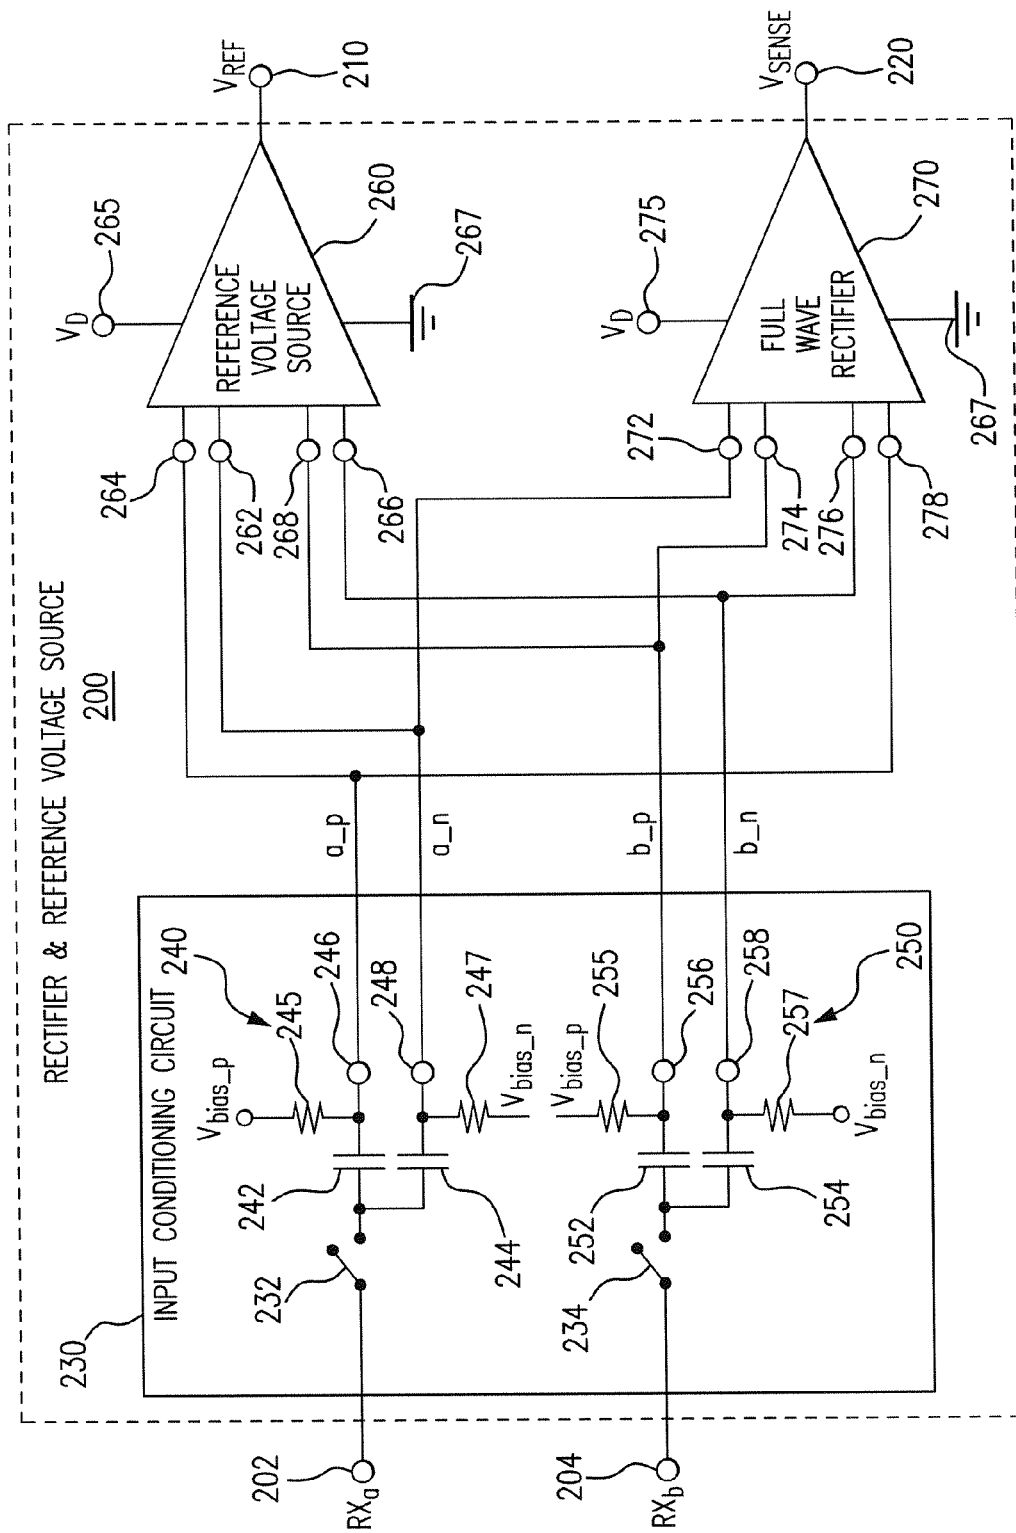 RECTIFIER & REFERENCE VOLTAGE SOURCE
200
230
INPUT CONDITIONING CIRCUIT
240
Vbias_p
245
246
242
232
248
244
247
Vbias_n
Vbias_p
255
256
252
234
258
254
257
250
Vbias_n
202
RXa
204
RXb
a_p
a_n
b_p
b_n
264
262
268
266
VD
265
REFERENCE
VOLTAGE
SOURCE
260
267
VREF
210
272
274
276
278
VD
275
FULL
WAVE
RECTIFIER
270
267
VSENSE
220